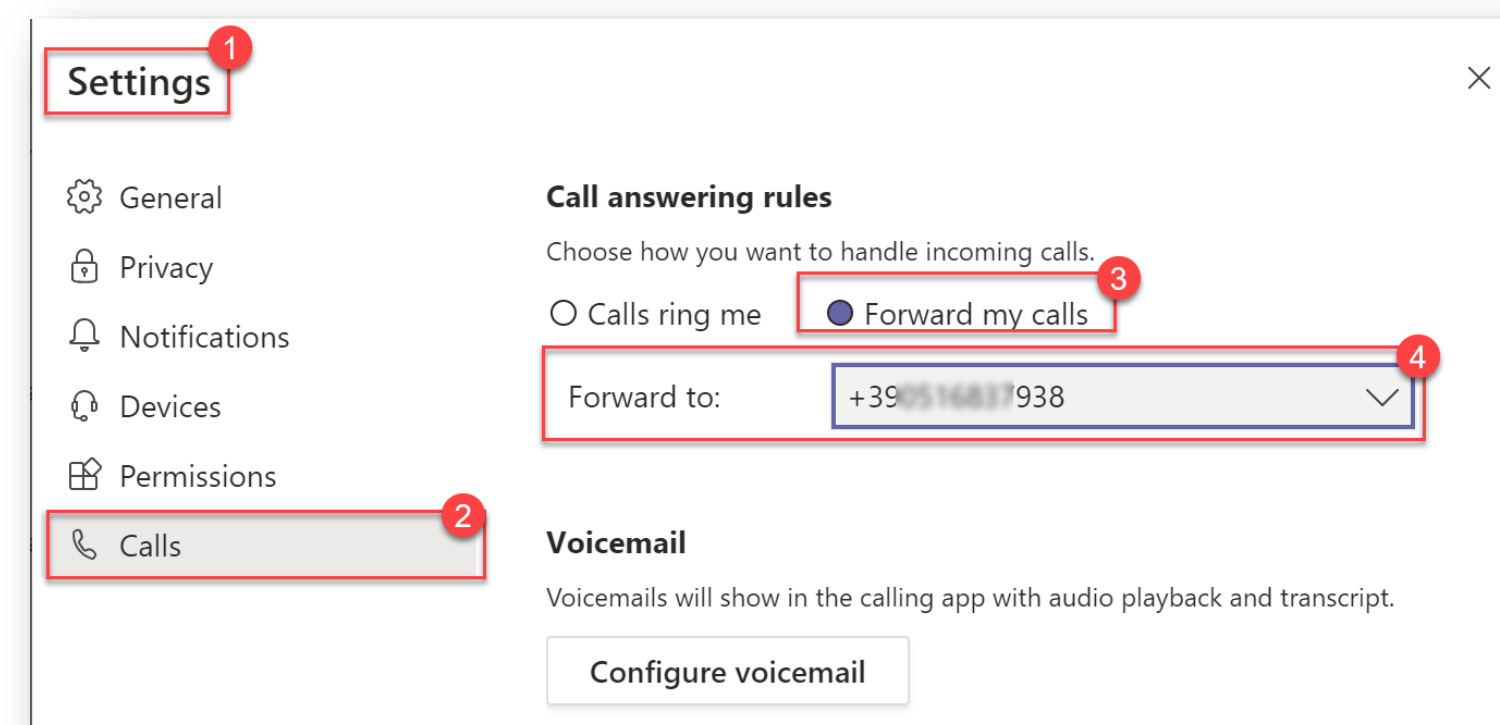 1
Settings
General
Privacy
Notifications
Devices
Permissions
2
Calls
Call answering rules
Choose how you want to handle incoming calls.
3
Calls ring me
Forward my calls
4
Forward to:
+39 938
Voicemail
Voicemails will show in the calling app with audio playback and transcript.
Configure voicemail